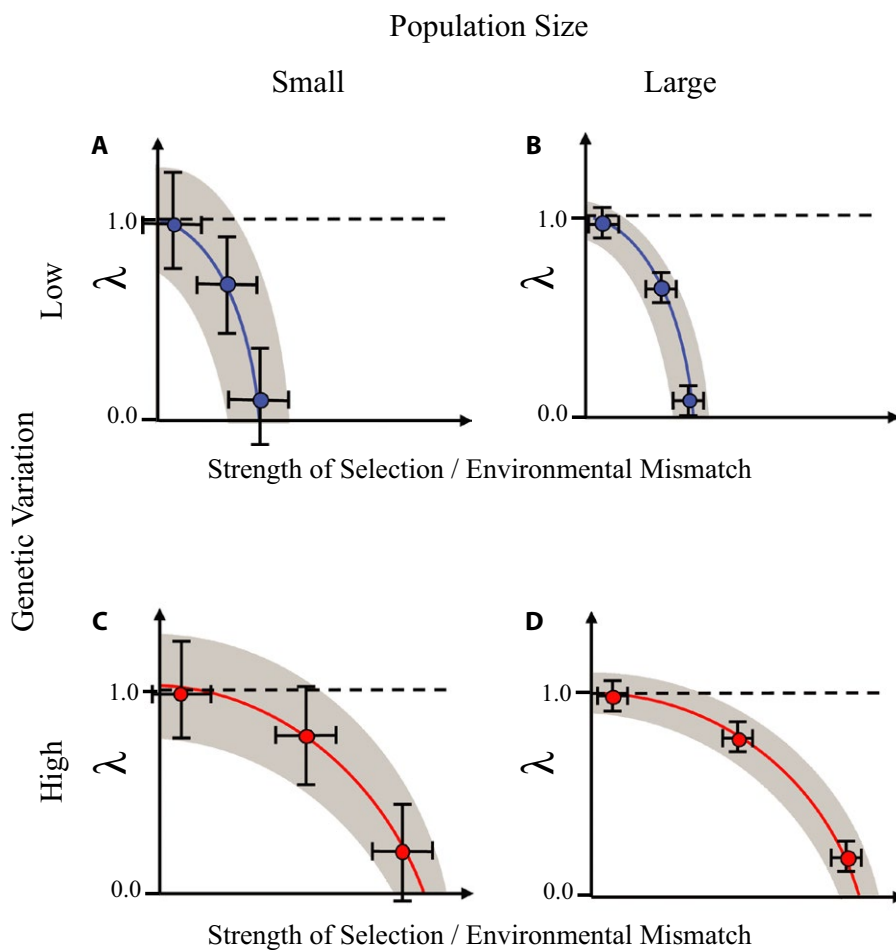 Population Size
Small
Large
A
B
1.0
1.0
λ
λ
Low
0.0
0.0
Strength of Selection / Environmental Mismatch
Genetic Variation
C
D
1.0
1.0
λ
λ
High
0.0
0.0
Strength of Selection / Environmental Mismatch